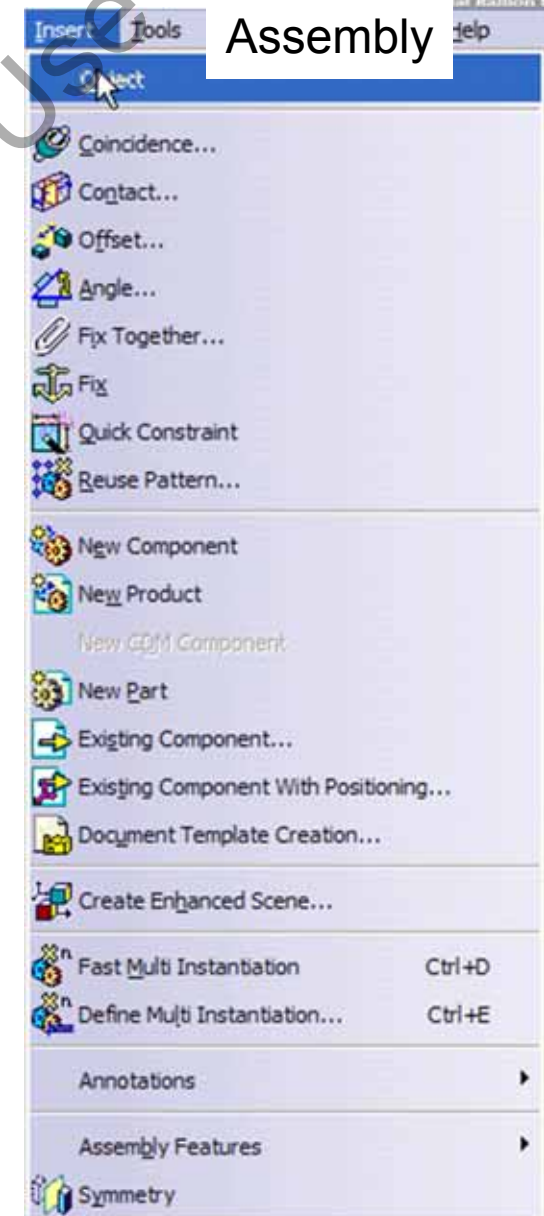 Insert Tools Assembly Help
Object
Coincidence...
Contact...
Offset...
Angle...
Fix Together...
Fix
Quick Constraint
Reuse Pattern...
New Component
New Product
New CDM Component
New Part
Existing Component...
Existing Component With Positioning...
Document Template Creation...
Create Enhanced Scene...
Fast Multi Instantiation Ctrl+D
Define Multi Instantiation... Ctrl+E
Annotations
Assembly Features
Symmetry
Use